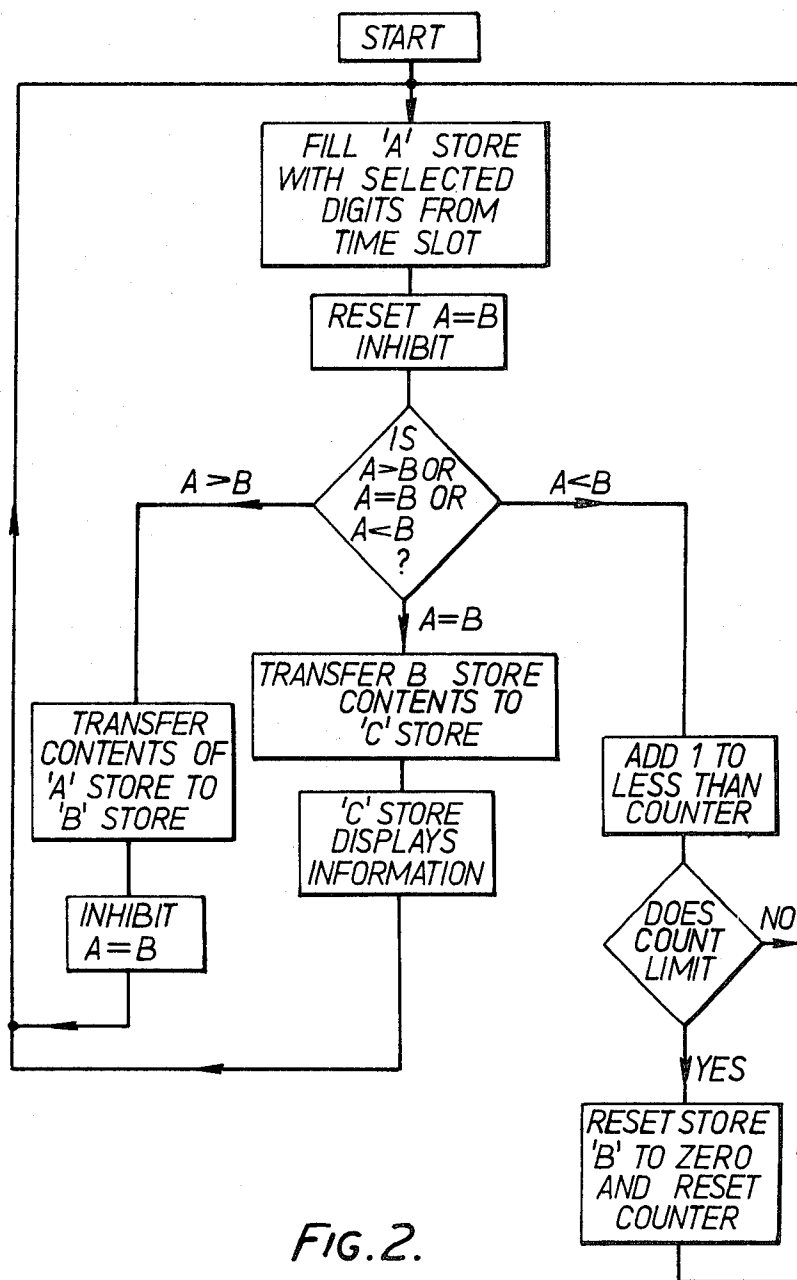 START
FILL 'A' STORE
WITH SELECTED
DIGITS FROM
TIME SLOT
RESET A=B
INHIBIT
IS
A>B OR
A=B OR
A<B
?
A>B
A=B
A<B
TRANSFER
CONTENTS OF
'A' STORE TO
'B' STORE
INHIBIT
A=B
TRANSFER B STORE
CONTENTS TO
'C' STORE
'C' STORE
DISPLAYS
INFORMATION
ADD 1 TO
LESS THAN
COUNTER
DOES
COUNT
LIMIT
NO
YES
RESET STORE
'B' TO ZERO
AND RESET
COUNTER
FIG. 2.